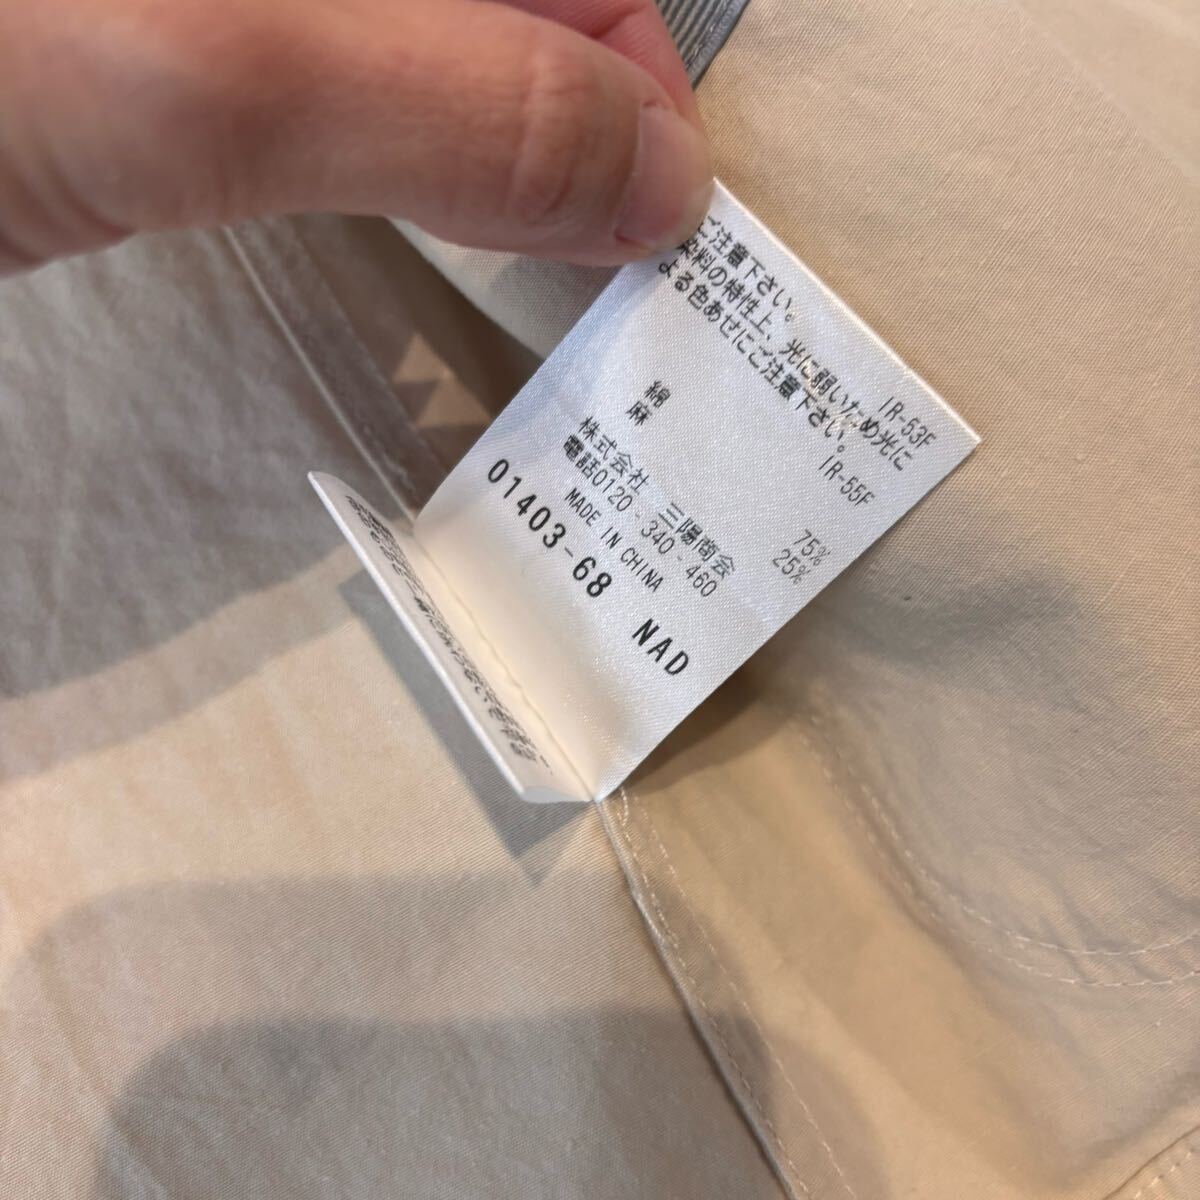 ご注意下さい。
IR-53F
染料の特性上、光に弱いため光に
よる色あせにご注意下さい。
IR-55F
綿 75%
麻 25%
株式会社 三陽商会
電話0120-340-460
MADE IN CHINA
01403-68 NAD